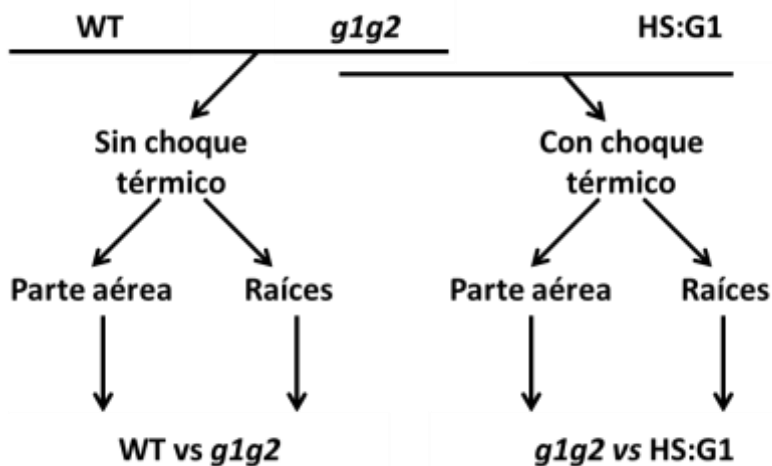 WT g1g2 HS:G1
Sin choque Con choque
térmico térmico
Parte aérea Raíces Parte aérea Raíces
WT vs g1g2 g1g2 vs HS:G1